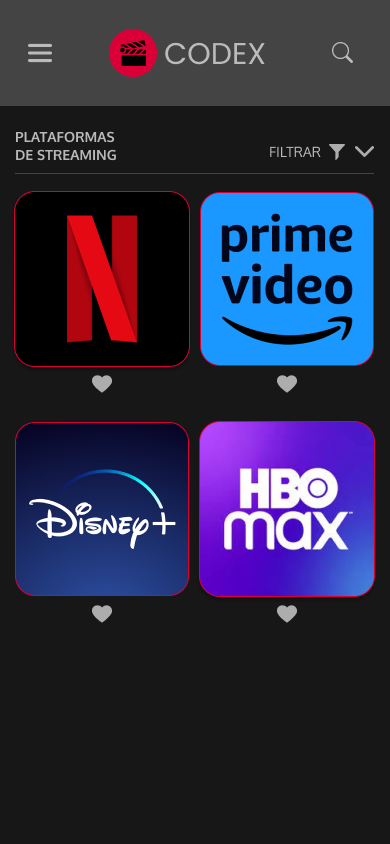 CODEX
PLATAFORMAS
DE STREAMING
FILTRAR
N
prime
video
Disney+
HBO
max